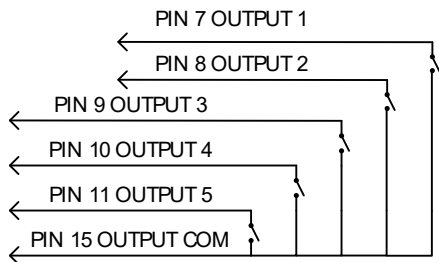 PIN 7 OUTPUT 1
PIN 8 OUTPUT 2
PIN 9 OUTPUT 3
PIN 10 OUTPUT 4
PIN 11 OUTPUT 5
PIN 15 OUTPUT COM